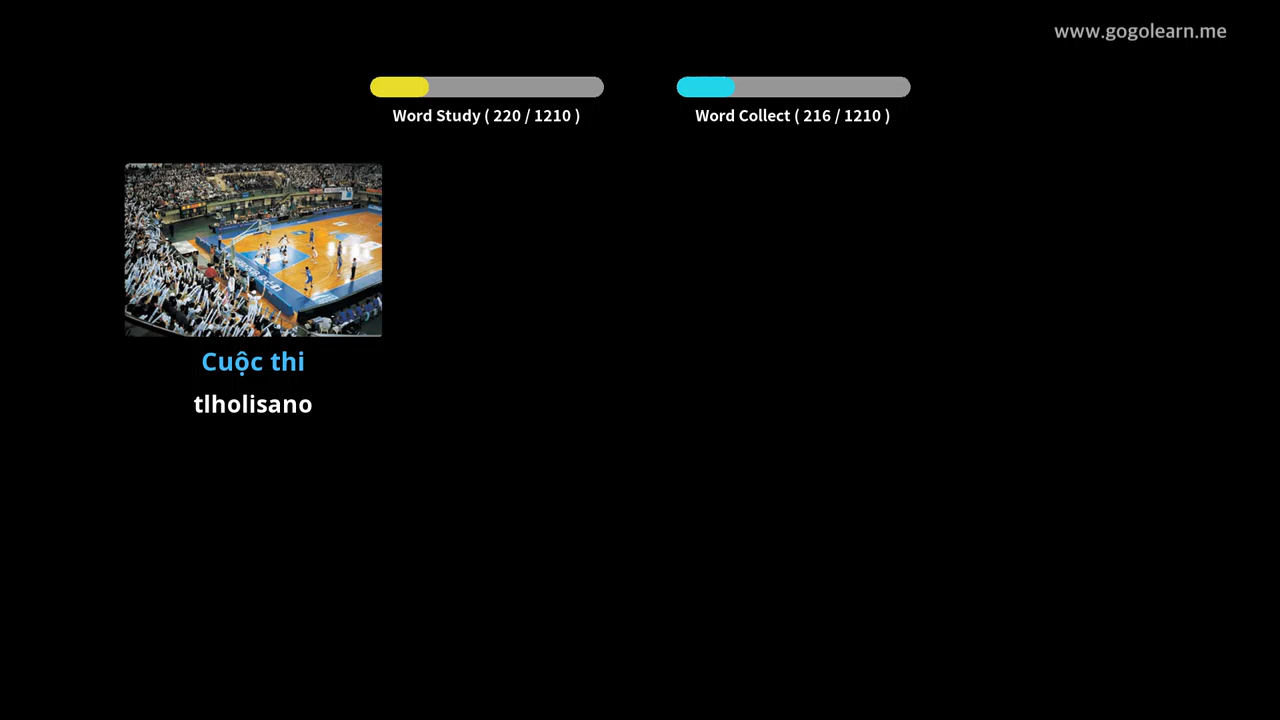 www.gogolearn.me
Word Study ( 220 / 1210 )
Word Collect ( 216 / 1210 )
Cuộc thi
tlholisano